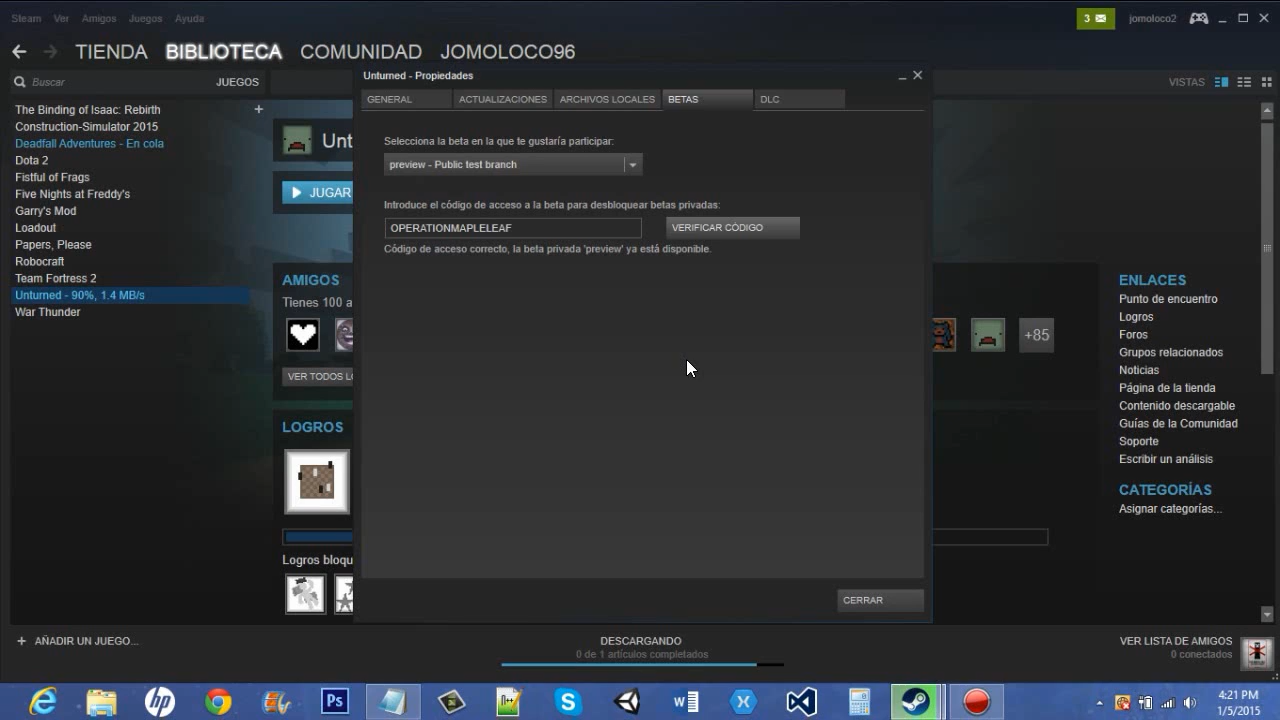 Steam Ver Amigos Juegos Ayuda
3
jomoloco2
TIENDA BIBLIOTECA COMUNIDAD JOMOLOCO96
Buscar
JUEGOS
VISTAS
The Binding of Isaac: Rebirth
Construction-Simulator 2015
Deadfall Adventures - En cola
Dota 2
Fistful of Frags
Five Nights at Freddy's
Garry's Mod
Loadout
Papers, Please
Robocraft
Team Fortress 2
Unturned - 90%, 1.4 MB/s
War Thunder
Unt
JUGAR
AMIGOS
Tienes 100 a
+85
VER TODOS LO
LOGROS
Logros bloqu
Unturned - Propiedades
GENERAL ACTUALIZACIONES ARCHIVOS LOCALES BETAS DLC
Selecciona la beta en la que te gustaría participar:
preview - Public test branch
Introduce el código de acceso a la beta para desbloquear betas privadas:
OPERATIONMAPLELEAF
VERIFICAR CÓDIGO
Código de acceso correcto, la beta privada 'preview' ya está disponible.
CERRAR
ENLACES
Punto de encuentro
Logros
Foros
Grupos relacionados
Noticias
Página de la tienda
Contenido descargable
Guías de la Comunidad
Soporte
Escribir un análisis
CATEGORÍAS
Asignar categorías...
+ AÑADIR UN JUEGO...
DESCARGANDO
0 de 1 artículos completados
VER LISTA DE AMIGOS
0 conectados
hp
Ps
4:21 PM
1/5/2015